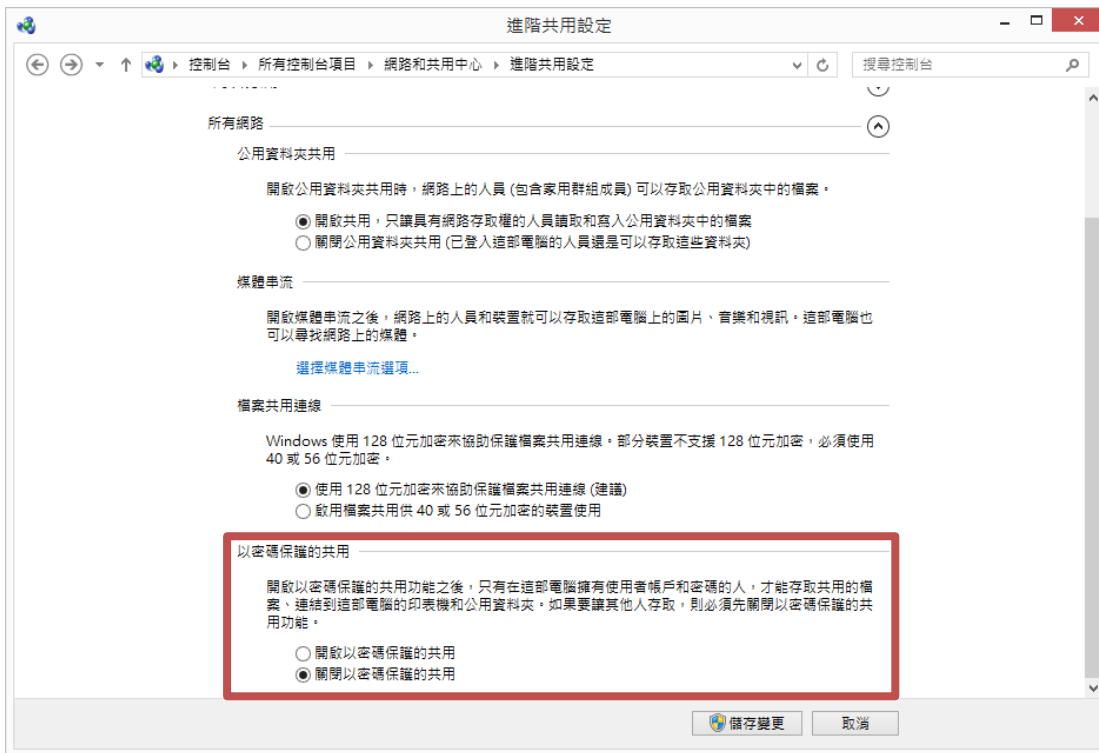 進階共用設定
控制台 ▸ 所有控制台項目 ▸ 網路和共用中心 ▸ 進階共用設定
搜尋控制台
所有網路
公用資料夾共用
開啟公用資料夾共用時，網路上的人員 (包含家用群組成員) 可以存取公用資料夾中的檔案。
開啟共用，只讓具有網路存取權的人員讀取和寫入公用資料夾中的檔案
關閉公用資料夾共用 (已登入這部電腦的人員還是可以存取這些資料夾)
媒體串流
開啟媒體串流之後，網路上的人員和裝置就可以存取這部電腦上的圖片、音樂和視訊。這部電腦也
可以尋找網路上的媒體。
選擇媒體串流選項...
檔案共用連線
Windows 使用 128 位元加密來協助保護檔案共用連線。部分裝置不支援 128 位元加密，必須使用
40 或 56 位元加密。
使用 128 位元加密來協助保護檔案共用連線 (建議)
啟用檔案共用供 40 或 56 位元加密的裝置使用
以密碼保護的共用
開啟以密碼保護的共用功能之後，只有在這部電腦擁有使用者帳戶和密碼的人，才能存取共用的檔
案、連結到這部電腦的印表機和公用資料夾。如果要讓其他人存取，則必須先關閉以密碼保護的共
用功能。
開啟以密碼保護的共用
關閉以密碼保護的共用
儲存變更
取消